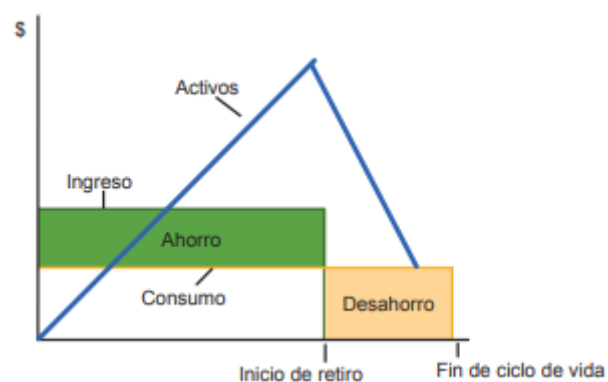 $
Activos
Ingreso
Ahorro
Consumo
Desahorro
Inicio de retiro
Fin de ciclo de vida